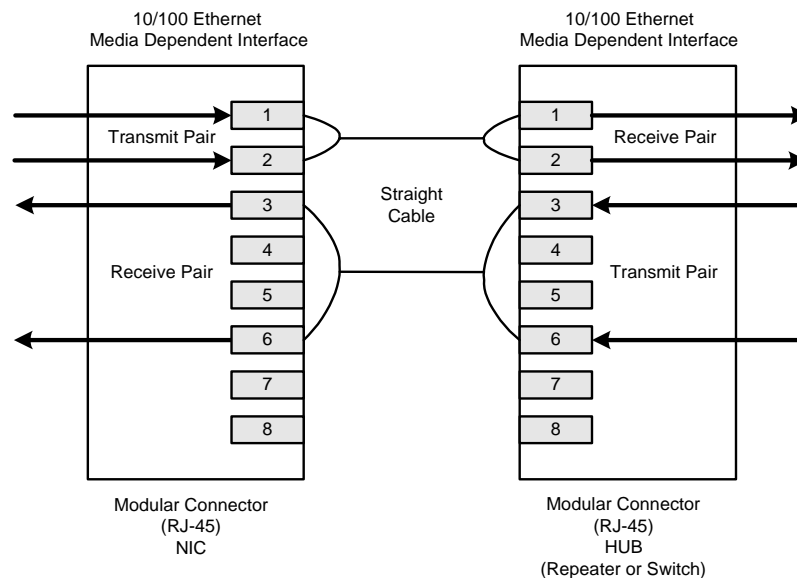 10/100 Ethernet
Media Dependent Interface
10/100 Ethernet
Media Dependent Interface
1
Transmit Pair
2
3
4
Receive Pair
5
6
7
8
Straight
Cable
1
Receive Pair
2
3
4
Transmit Pair
5
6
7
8
Modular Connector
(RJ-45)
NIC
Modular Connector
(RJ-45)
HUB
(Repeater or Switch)